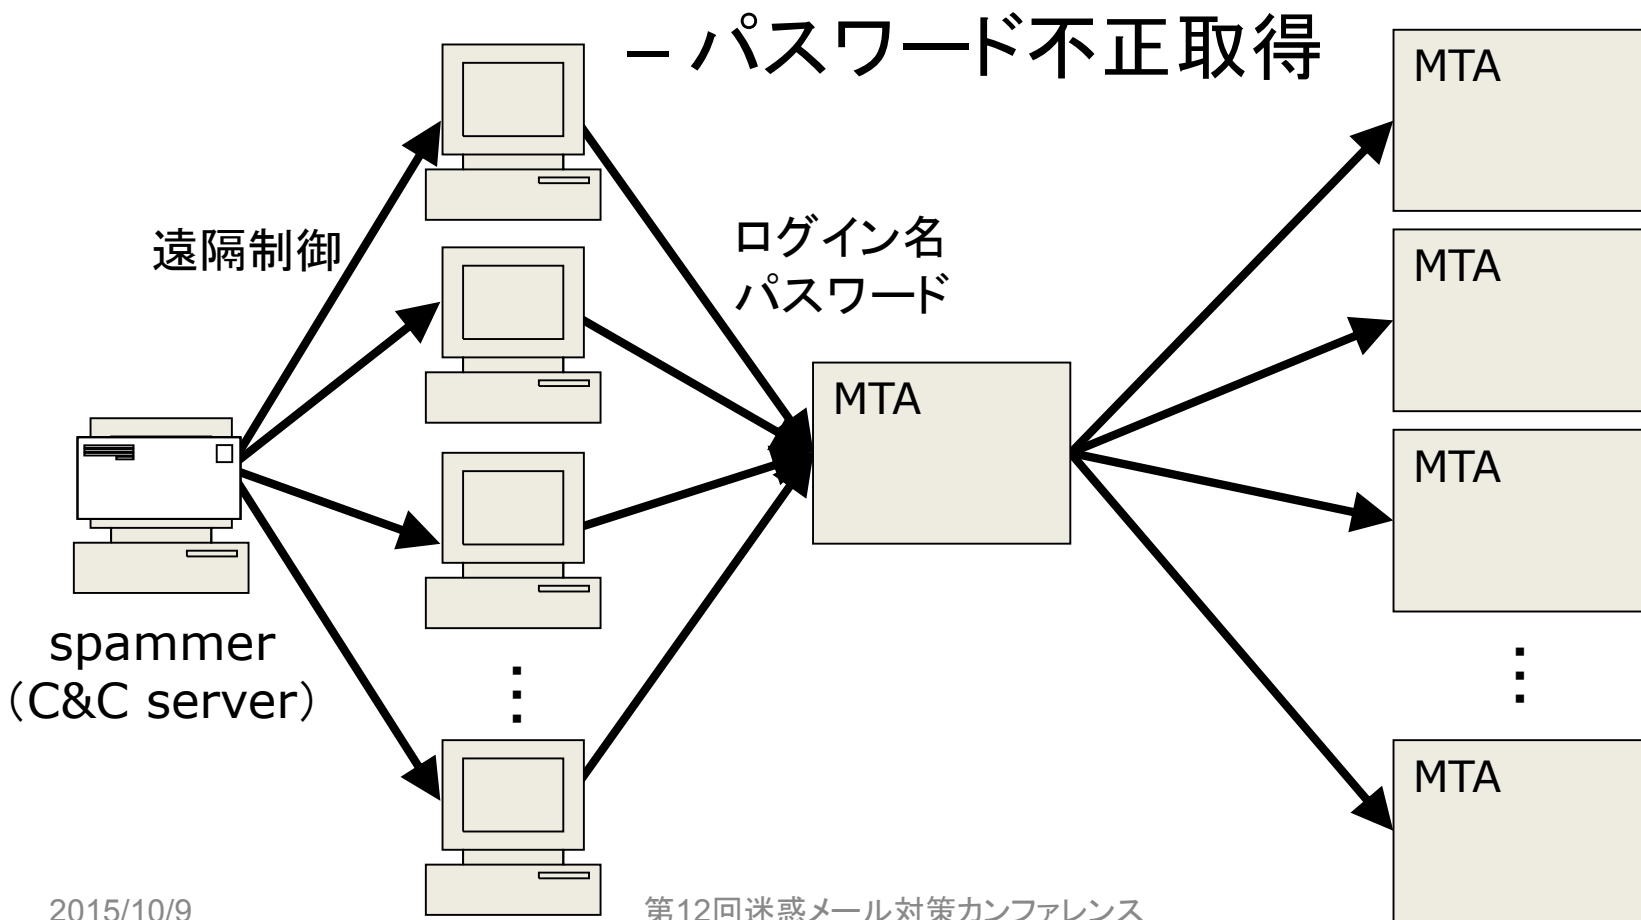 – パスワード不正取得
遠隔制御
ログイン名
パスワード
spammer
（C&C server）
MTA
MTA
MTA
MTA
MTA
⋮
⋮
2015/10/9
第12回迷惑メール対策カンファレンス